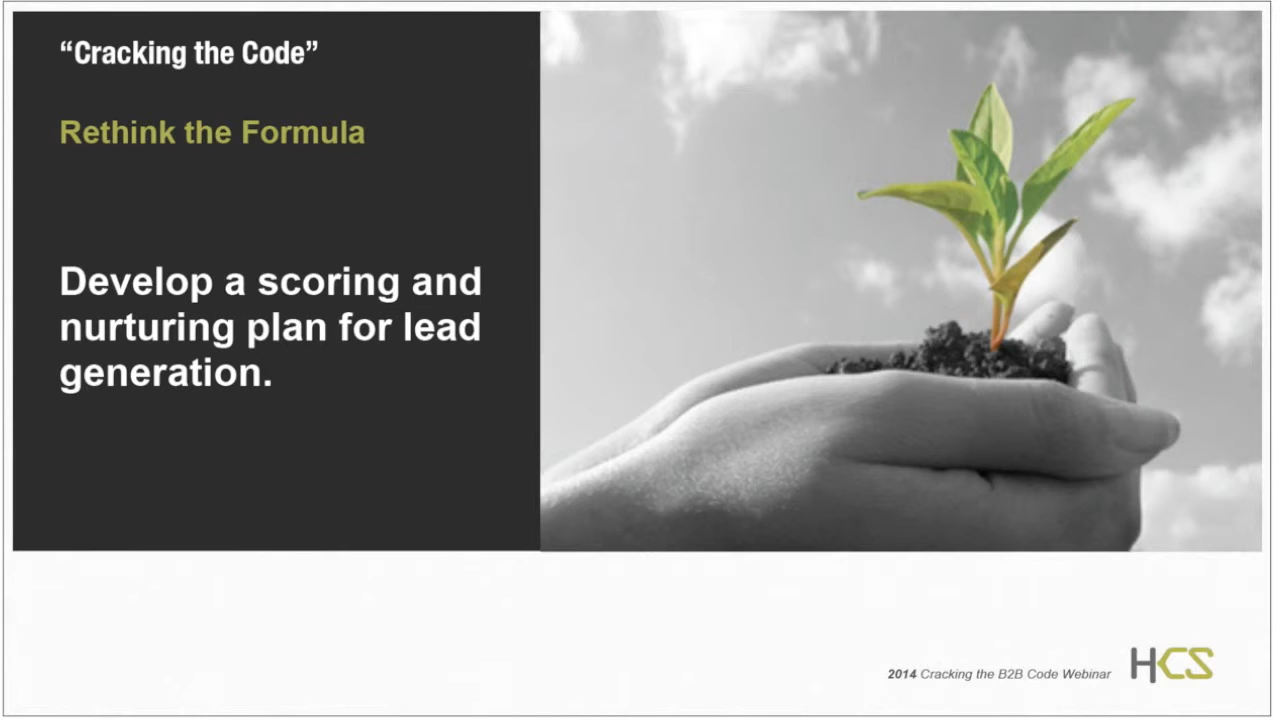 “Cracking the Code”
Rethink the Formula
Develop a scoring and
nurturing plan for lead
generation.
2014 Cracking the B2B Code Webinar
HCS